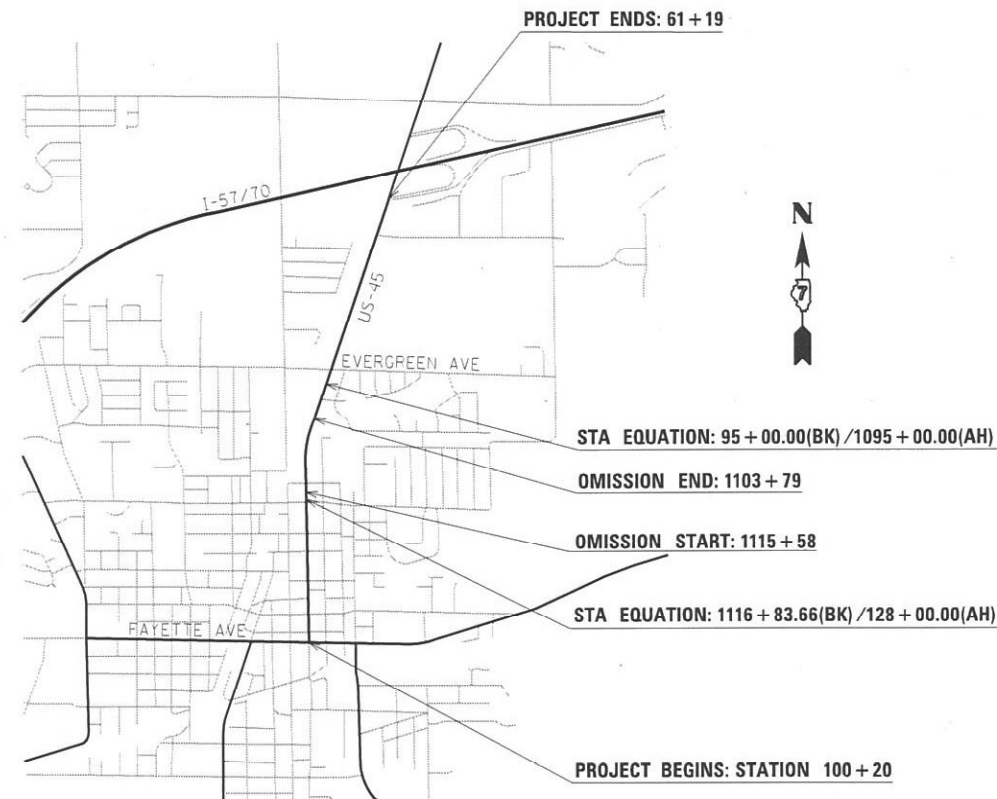 PROJECT ENDS: 61+19
I-57/70
N
7
US-45
EVERGREEN AVE
STA EQUATION: 95+00.00(BK)/1095+00.00(AH)
OMISSION END: 1103+79
OMISSION START: 1115+58
STA EQUATION: 1116+83.66(BK)/128+00.00(AH)
FAYETTE AVE
PROJECT BEGINS: STATION 100+20